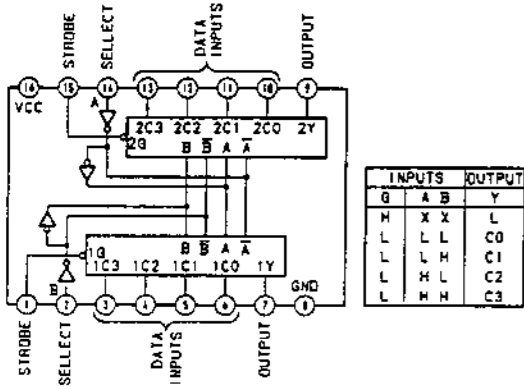 STROBE
SELLECT
DATA
INPUTS
OUTPUT
16 15 14 13 12 11 10 9
VCC
A
2C3 2C2 2C1 2C0 2Y
2G
B B̅ A A̅
B B̅ A A̅
1G
1C3 1C2 1C1 1C0 1Y
B
GND
1 2 3 4 5 6 7 8
STROBE
SELLECT
DATA
INPUTS
OUTPUT
INPUTS OUTPUT
G A B Y
H X X L
L L L C0
L L H C1
L H L C2
L H H C3